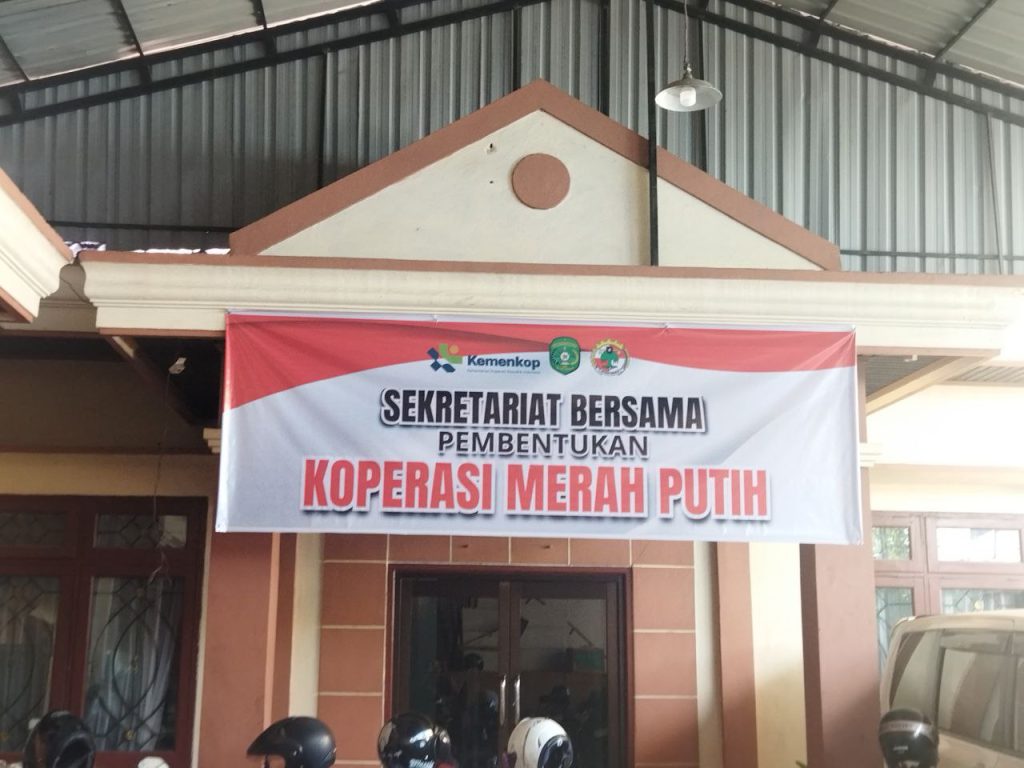 Kemenkop
SEKRETARIAT BERSAMA
PEMBENTUKAN
KOPERASI MERAH PUTIH